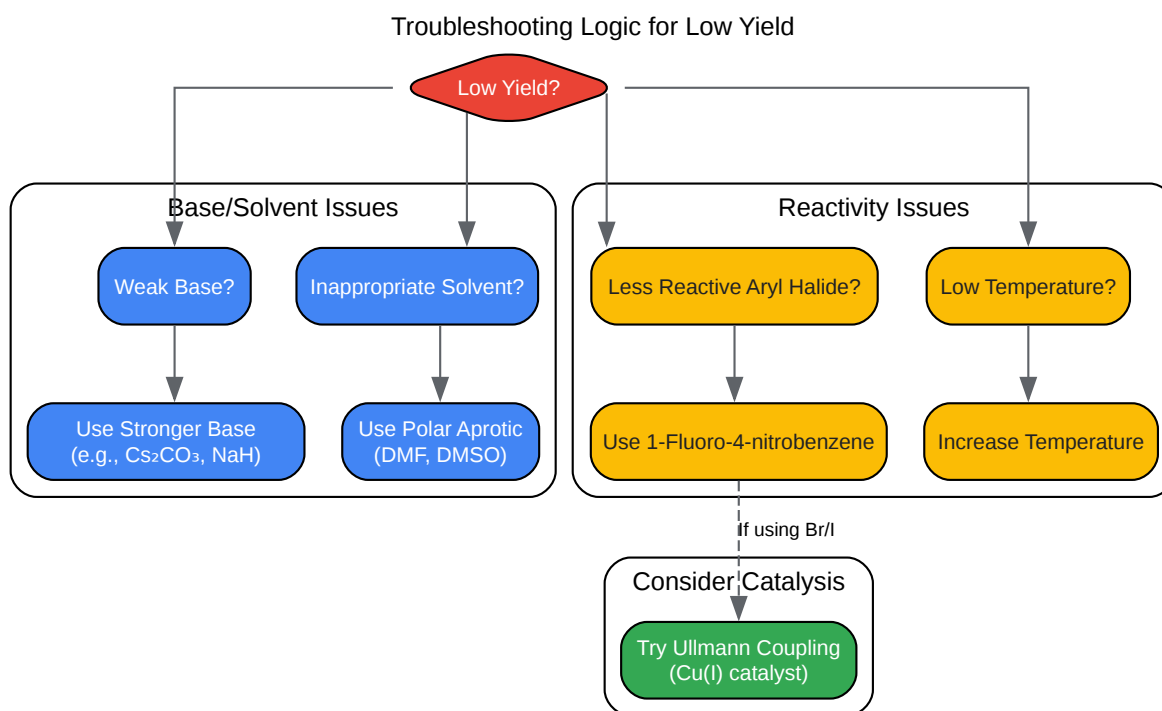 Troubleshooting Logic for Low Yield
Low Yield?
Base/Solvent Issues
Reactivity Issues
Weak Base?
Inappropriate Solvent?
Less Reactive Aryl Halide?
Low Temperature?
Use Stronger Base
(e.g., Cs₂CO₃, NaH)
Use Polar Aprotic
(DMF, DMSO)
Use 1-Fluoro-4-nitrobenzene
Increase Temperature
If using Br/I
Consider Catalysis
Try Ullmann Coupling
(Cu(I) catalyst)